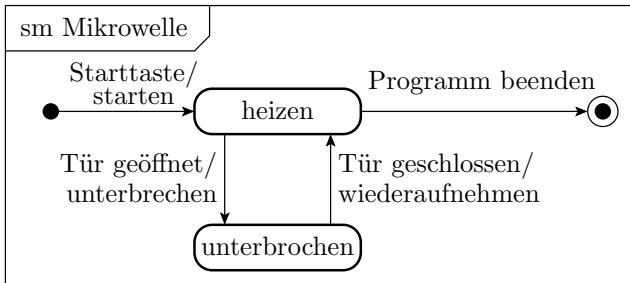 sm Mikrowelle
Starttaste/
starten
heizen
Programm beenden
Tür geöffnet/
unterbrechen
Tür geschlossen/
wiederaufnehmen
unterbrochen